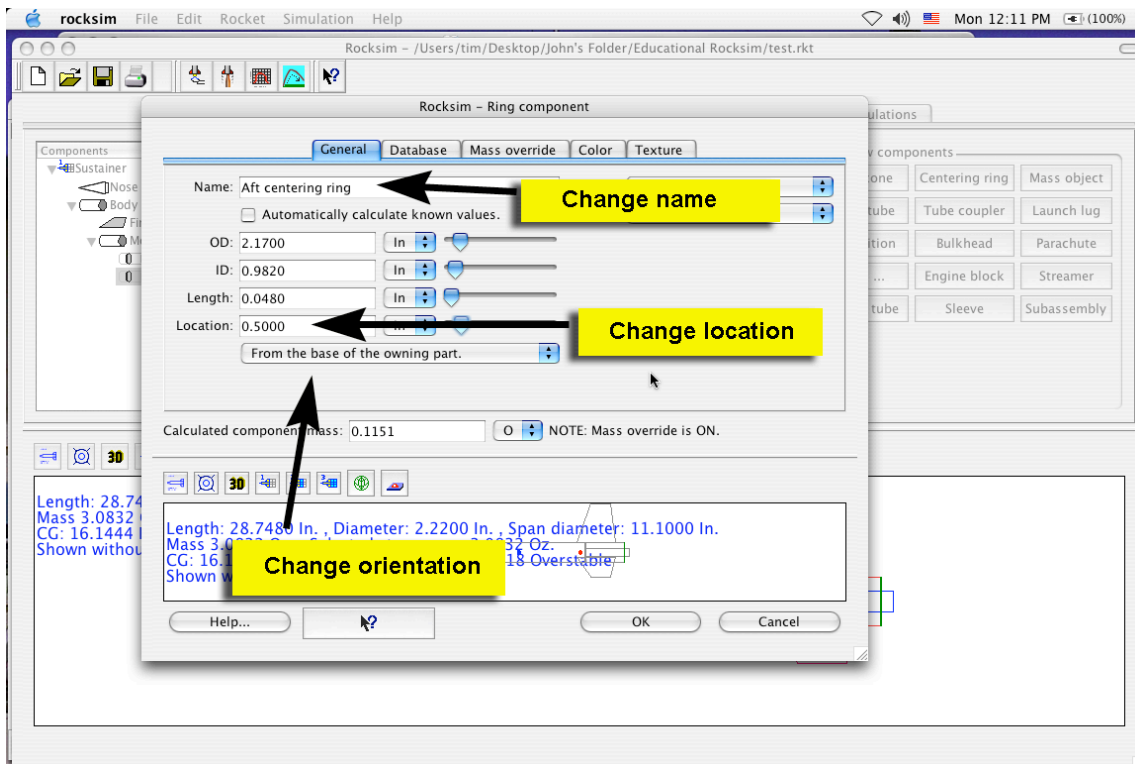 rocksim File Edit Rocket Simulation Help Mon 12:11 PM (100%)
Rocksim – /Users/tim/Desktop/John's Folder/Educational Rocksim/test.rkt
Rocksim – Ring component
Components
Sustainer
Nose
Body
General Database Mass override Color Texture
Name: Aft centering ring
Change name
Automatically calculate known values.
OD: 2.1700 In
ID: 0.9820 In
Length: 0.0480 In
Location: 0.5000
Change location
From the base of the owning part.
Centering ring Mass object
tube Tube coupler Launch lug
Bulkhead Parachute
... Engine block Streamer
tube Sleeve Subassembly
Calculated component mass: 0.1151 O NOTE: Mass override is ON.
3D
3D
Length: 28.74
Mass 3.0832
CG: 16.1444
Shown withou
Length: 28.7480 In. , Diameter: 2.2200 In. , Span diameter: 11.1000 In.
Mass 3.0832 Oz.
CG: 16.1 18 Overstable
Shown w
Change orientation
Help... OK Cancel